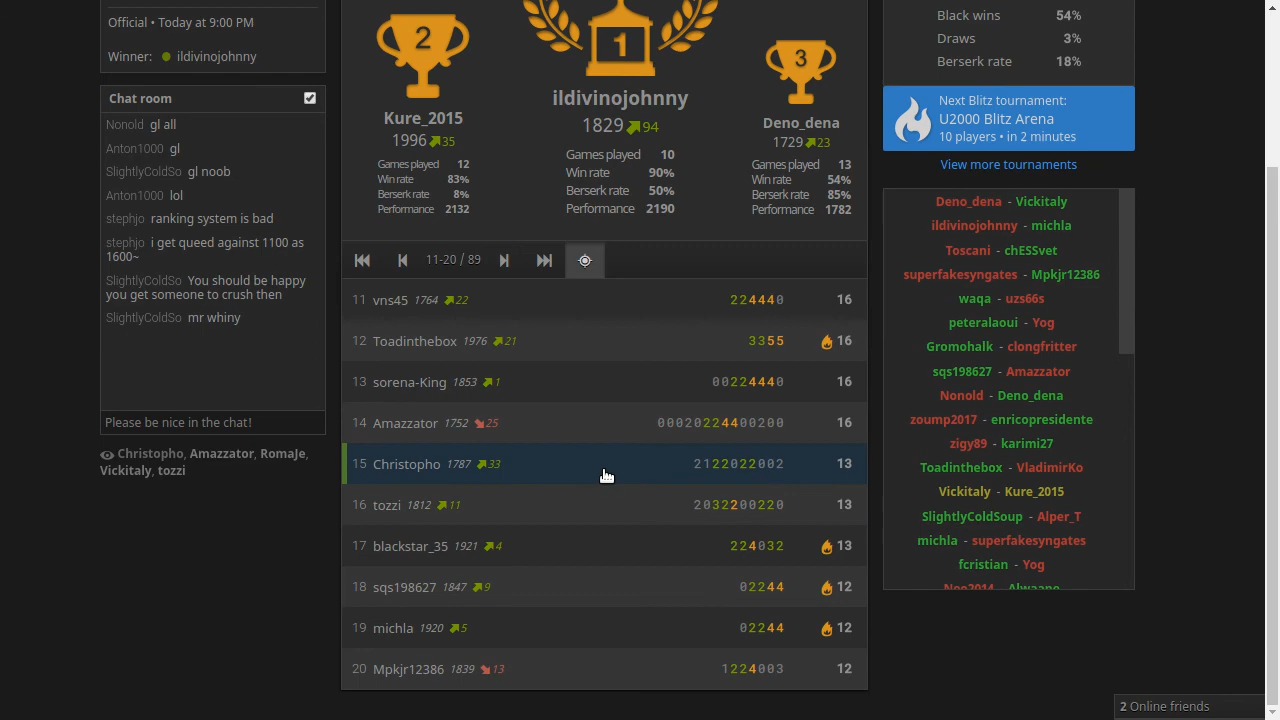 Official • Today at 9:00 PM
Winner: ildivinojohnny
Chat room
Nonold gl all
Anton1000 gl
SlightlyColdSo gl noob
Anton1000 lol
stephjo ranking system is bad
stephjo i get queed against 1100 as
1600~
SlightlyColdSo You should be happy
you get someone to crush then
SlightlyColdSo mr whiny
Please be nice in the chat!
Christopho, Amazzator, RomaJe,
Vickitaly, tozzi
2
1
3
Kure_2015
1996 35
Games played 12
Win rate 83%
Berserk rate 8%
Performance 2132
ildivinojohnny
1829 94
Games played 10
Win rate 90%
Berserk rate 50%
Performance 2190
Deno_dena
1729 23
Games played 13
Win rate 54%
Berserk rate 85%
Performance 1782
11-20 / 89
11 vns45 1764 22 224440 16
12 Toadinthebox 1976 21 3355 16
13 sorena-King 1853 1 00224440 16
14 Amazzator 1752 25 00020224400200 16
15 Christopho 1787 33 2122022002 13
16 tozzi 1812 11 2032200220 13
17 blackstar_35 1921 4 224032 13
18 sqs198627 1847 9 02244 12
19 michla 1920 5 02244 12
20 Mpkjr12386 1839 13 1224003 12
Black wins 54%
Draws 3%
Berserk rate 18%
Next Blitz tournament:
U2000 Blitz Arena
10 players • in 2 minutes
View more tournaments
Deno_dena - Vickitaly
ildivinojohnny - michla
Toscani - chESSvet
superfakesyngates - Mpkjr12386
waqa - uzs66s
peteralaoui - Yog
Gromohalk - clongfritter
sqs198627 - Amazzator
Nonold - Deno_dena
zoump2017 - enricopresidente
zigy89 - karimi27
Toadinthebox - VladimirKo
Vickitaly - Kure_2015
SlightlyColdSoup - Alper_T
michla - superfakesyngates
fcristian - Yog
2 Online friends